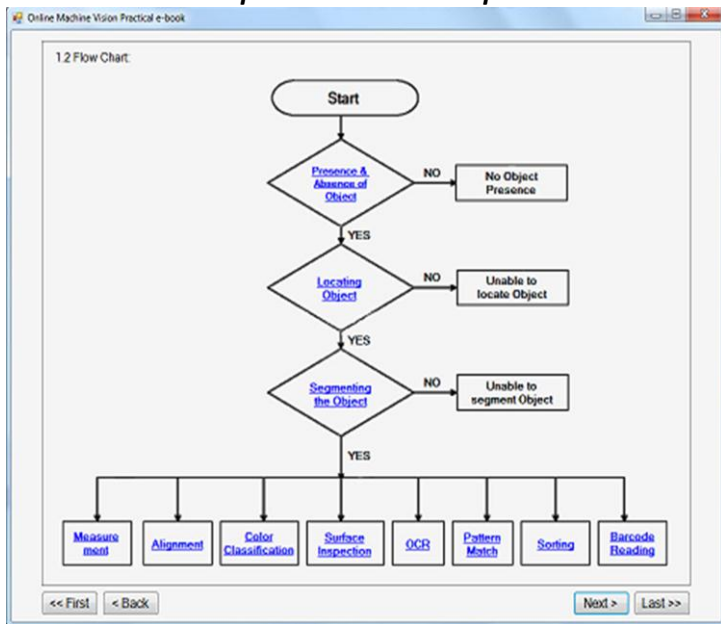 Online Machine Vision Practical e-book
1.2 Flow Chart:
Start
Presence &
Absence of
Object
NO
No Object
Presence
YES
Locating
Object
NO
Unable to
locate Object
YES
Segmenting
the Object
NO
Unable to
segment Object
YES
Measure
ment
Alignment
Color
Classification
Surface
Inspection
OCR
Pattern
Match
Sorting
Barcode
Reading
<< First
< Back
Next >
Last >>